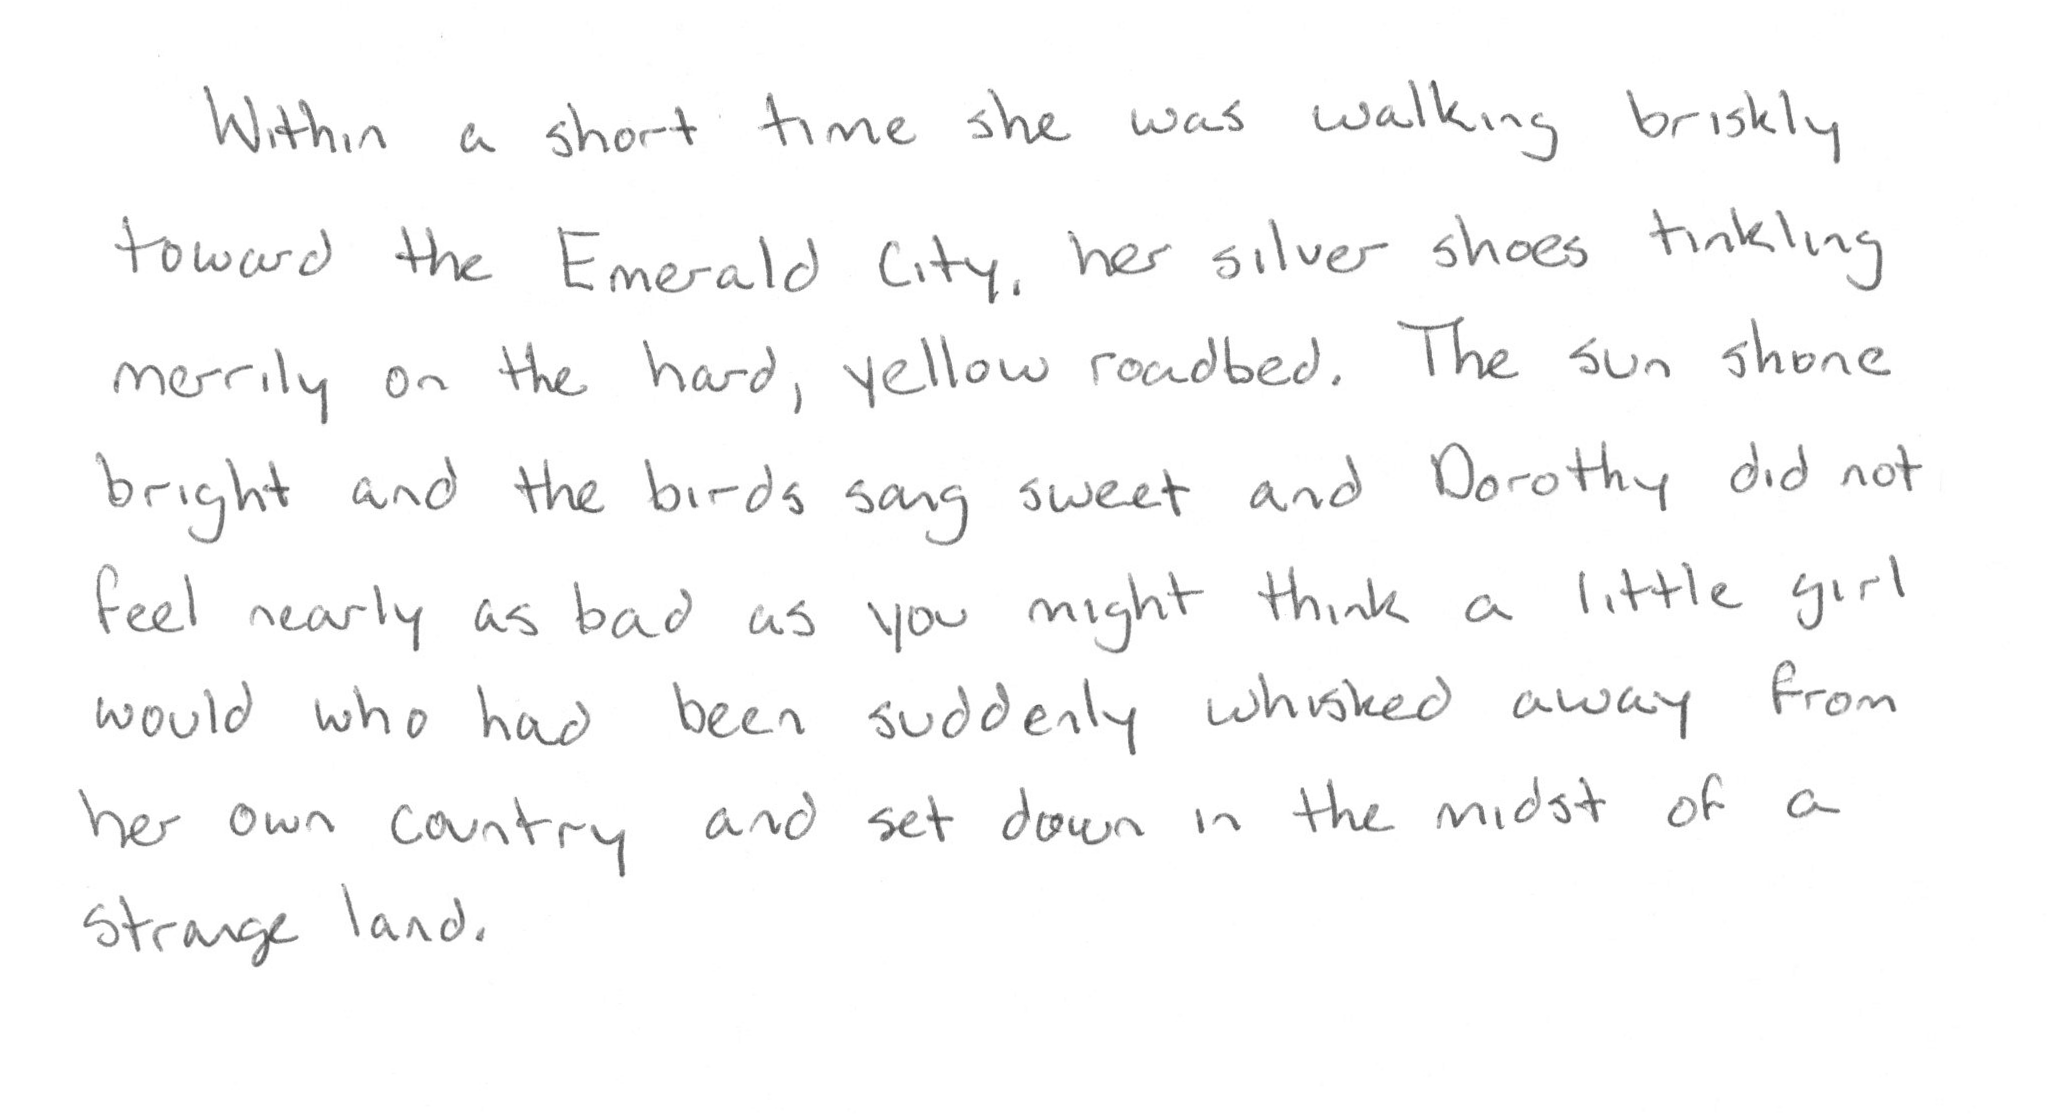 Within a short time she was walking briskly
toward the Emerald City, her silver shoes tinkling
merrily on the hard, yellow roadbed. The sun shone
bright and the birds sang sweet and Dorothy did not
feel nearly as bad as you might think a little girl
would who had been suddenly whisked away from
her own country and set down in the midst of a
strange land.